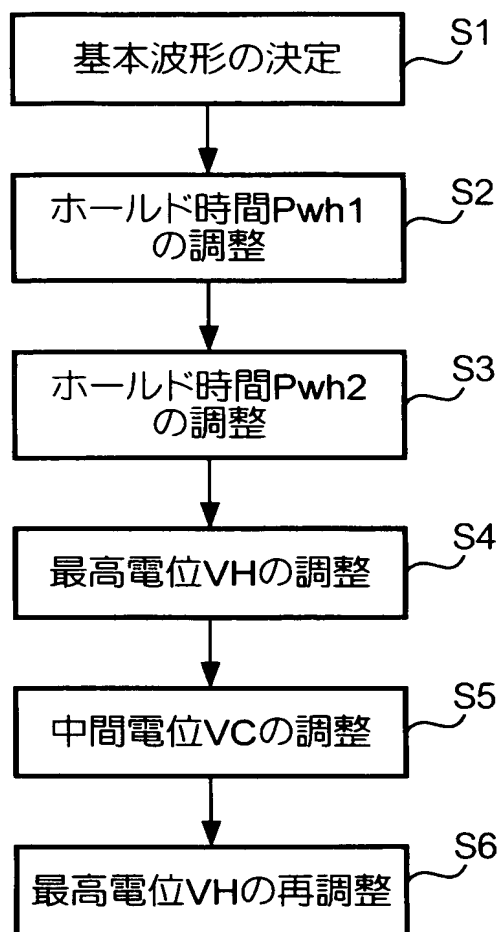 基本波形の決定
S1
ホールド時間Pwh1
の調整
S2
ホールド時間Pwh2
の調整
S3
最高電位VHの調整
S4
中間電位VCの調整
S5
最高電位VHの再調整
S6